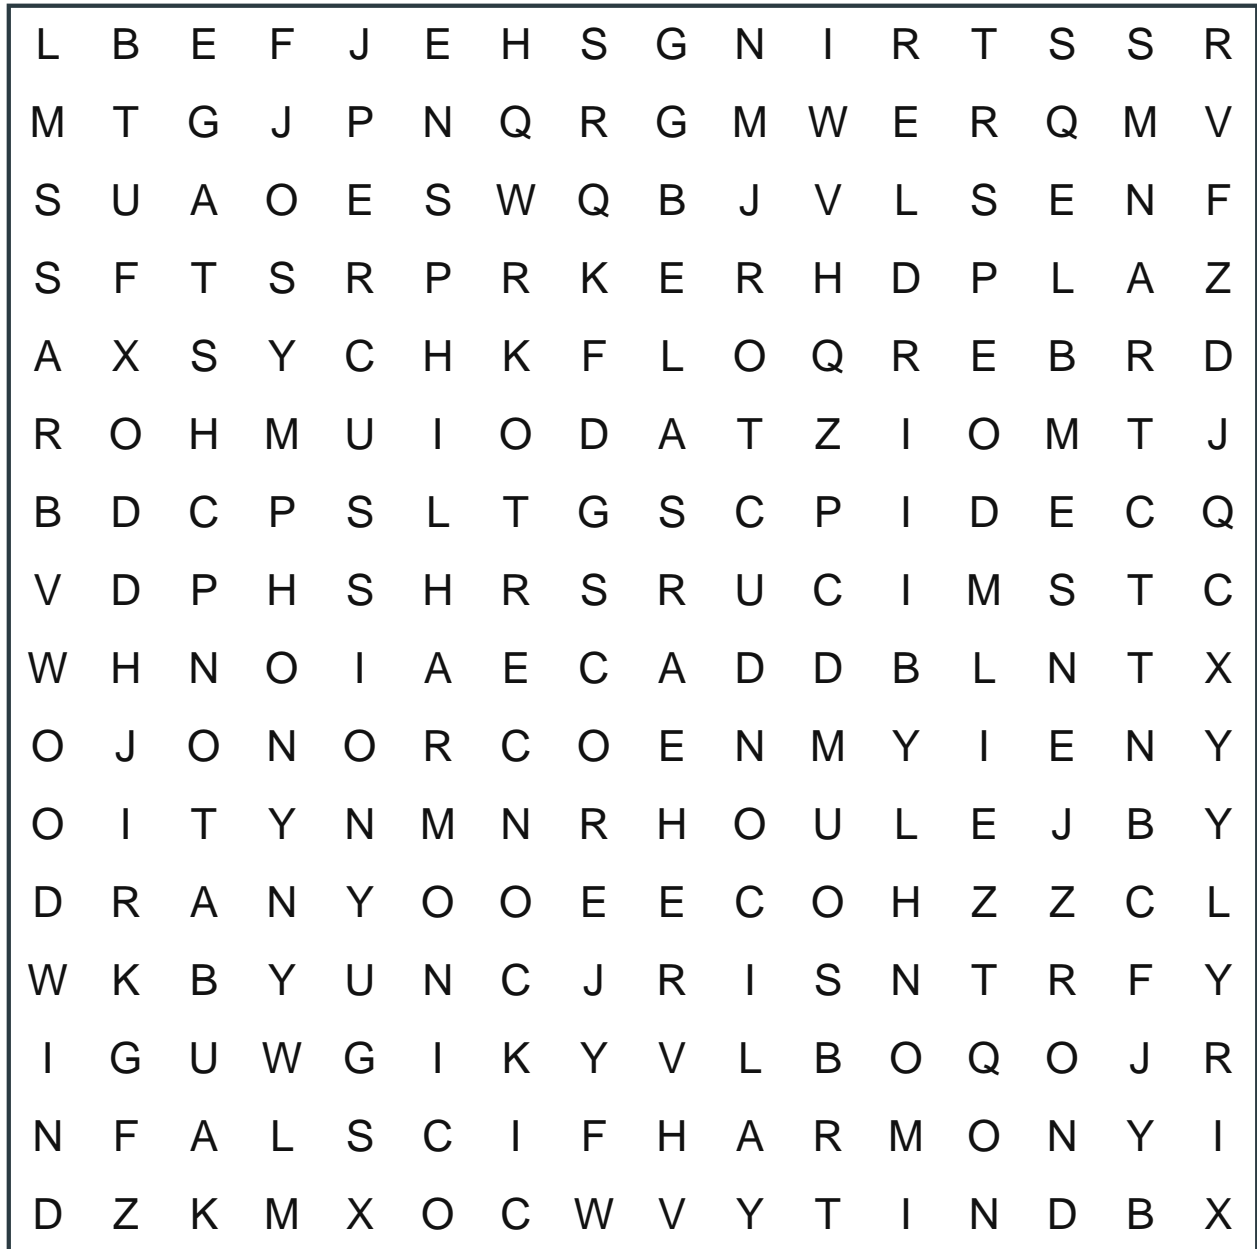 L B E F J E H S G N I R T S S R
M T G J P N Q R G M W E R Q M V
S U A O E S W Q B J V L S E N F
S F T S R P R K E R H D P L A Z
A X S Y C H K F L O Q R E B R D
R O H M U I O D A T Z I O M T J
B D C P S L T G S C P I D E C Q
V D P H S H R S R U C I M S T C
W H N O I A E C A D D B L N T X
O J O N O R C O E N M Y I E N Y
O I T Y N M N R H O U L E J B Y
D R A N Y O O E E C O H Z Z C L
W K B Y U N C J R I S N T R F Y
I G U W G I K Y V L B O Q O J R
N F A L S C I F H A R M O N Y I
D Z K M X O C W V Y T I N D B X